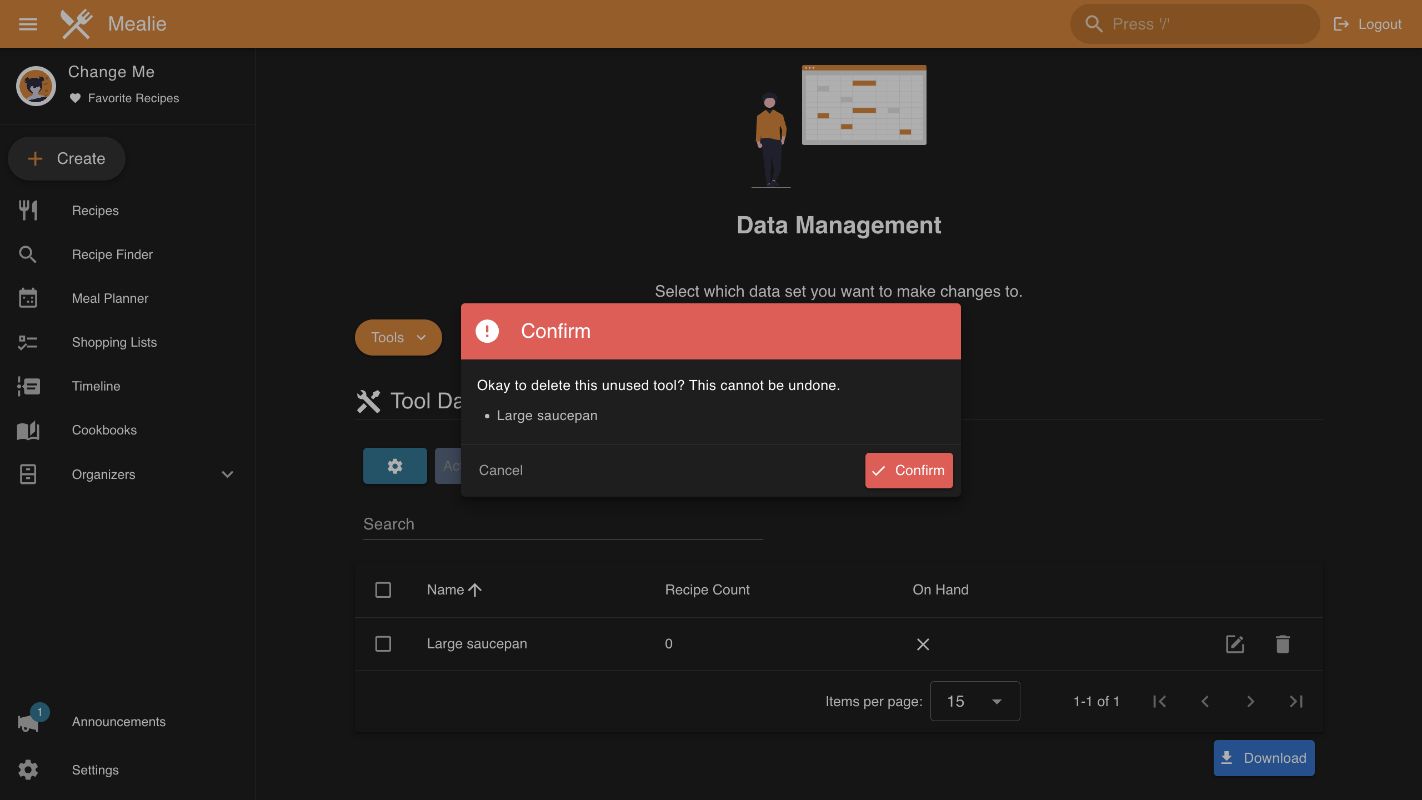 Mealie
Press '/'
Logout
Change Me
Favorite Recipes
Create
Recipes
Recipe Finder
Meal Planner
Shopping Lists
Timeline
Cookbooks
Organizers
1
Announcements
Settings
Data Management
Select which data set you want to make changes to.
Tools
Tool Da
Confirm
Okay to delete this unused tool? This cannot be undone.
• Large saucepan
Cancel
Confirm
Ac
Search
Name Recipe Count On Hand
Large saucepan 0
Items per page: 15 1-1 of 1
Download